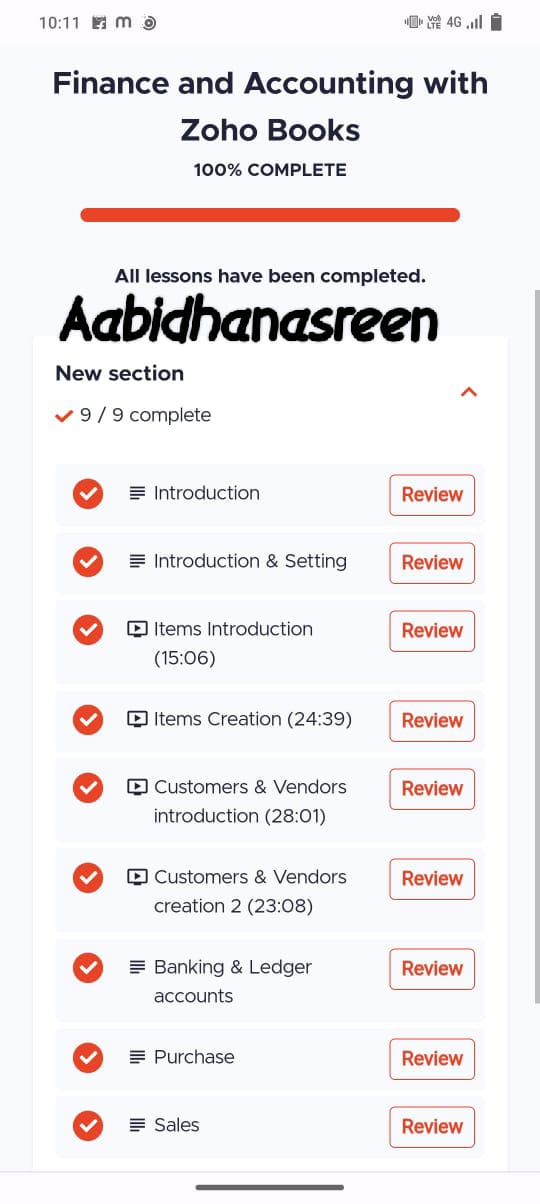 10:11
Vo) LTE 4G
Finance and Accounting with
Zoho Books
100% COMPLETE
All lessons have been completed.
Aabidhanasreen
New section
9 / 9 complete
Introduction Review
Introduction & Setting Review
Items Introduction Review
(15:06)
Items Creation (24:39) Review
Customers & Vendors Review
introduction (28:01)
Customers & Vendors Review
creation 2 (23:08)
Banking & Ledger Review
accounts
Purchase Review
Sales Review